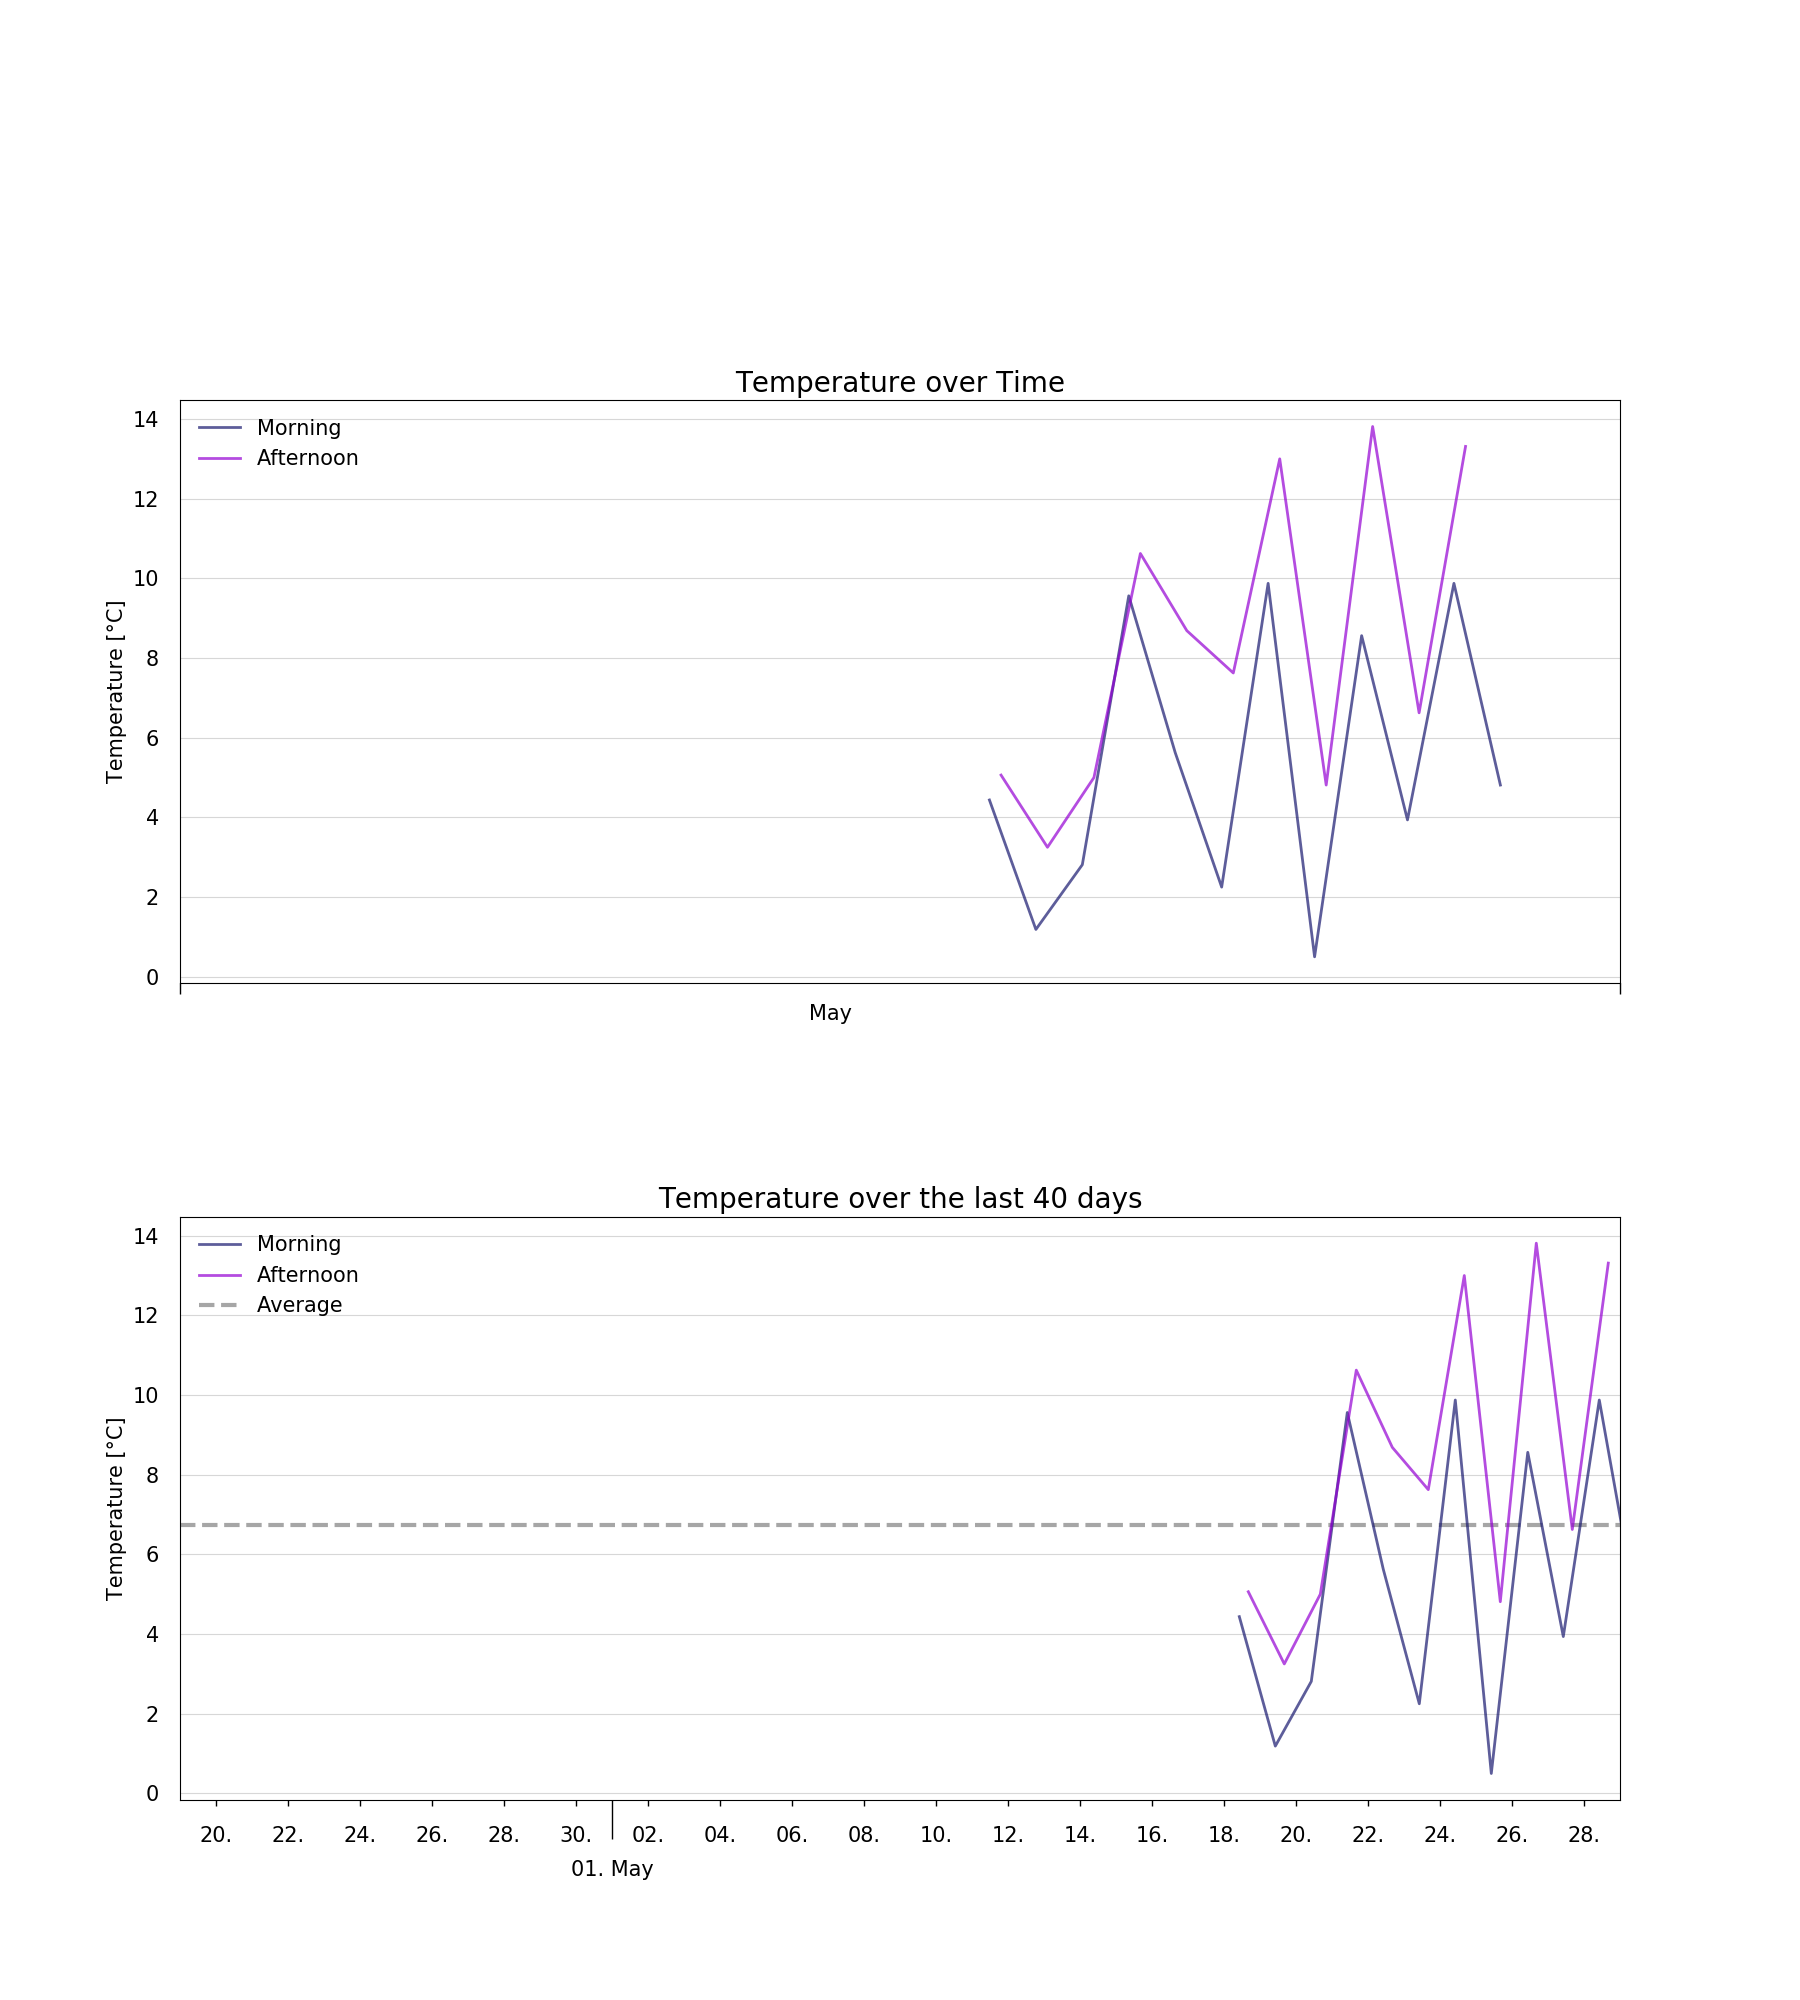 Temperature over Time
14
12
10
8
6
4
2
0
Temperature [°C]
Morning
Afternoon
May
Temperature over the last 40 days
14
12
10
8
6
4
2
0
Temperature [°C]
Morning
Afternoon
Average
20. 22. 24. 26. 28. 30. 02. 04. 06. 08. 10. 12. 14. 16. 18. 20. 22. 24. 26. 28.
01. May